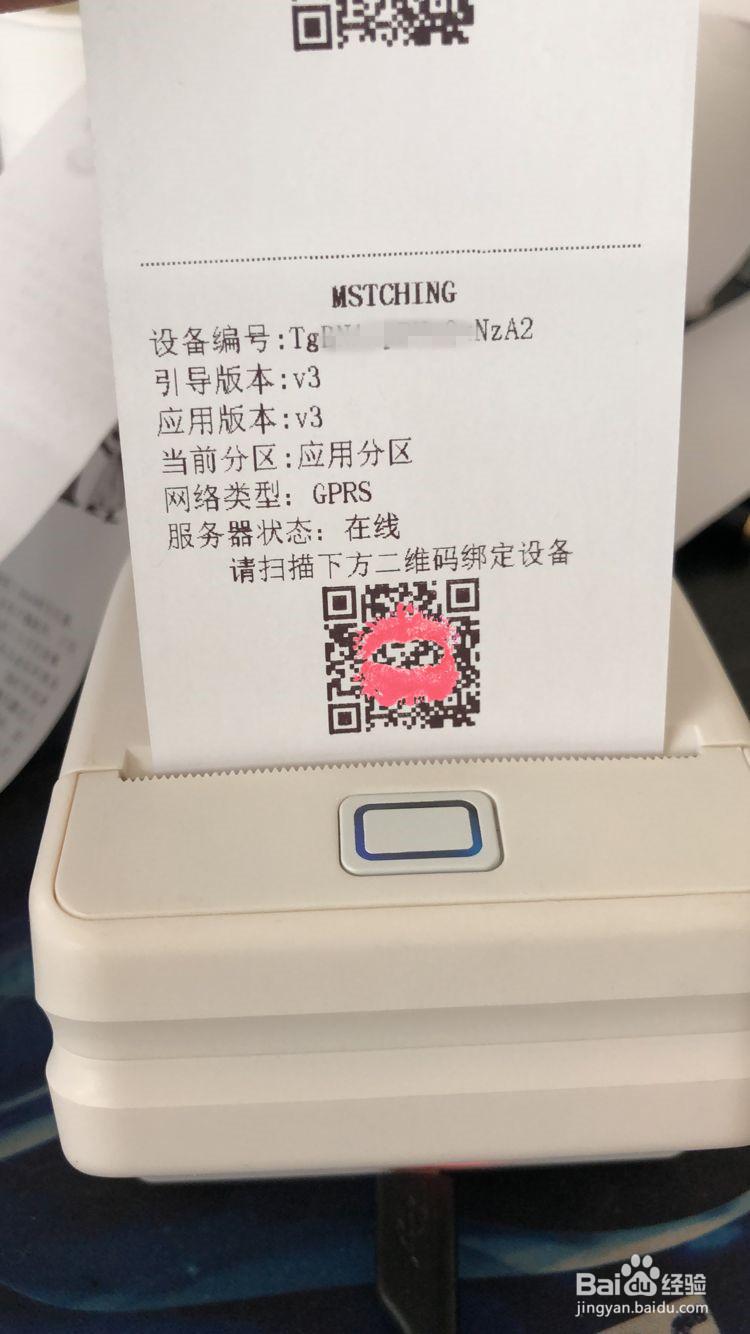 MSTCHING
设备编号:Tg NzA2
引导版本:v3
应用版本:v3
当前分区:应用分区
网络类型: GPRS
服务器状态: 在线
请扫描下方二维码绑定设备
Baidu经验
jingyan.baidu.com